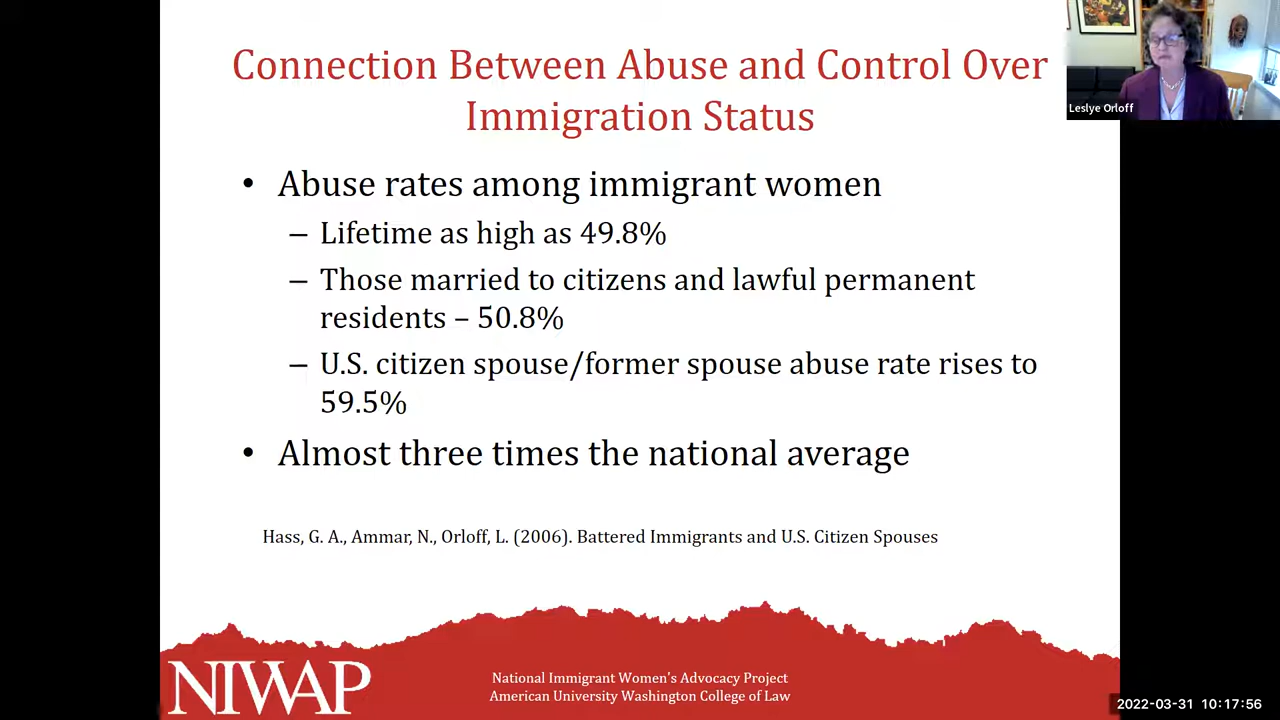 Connection Between Abuse and Control Over
Immigration Status
Leslye Orloff
• Abuse rates among immigrant women
– Lifetime as high as 49.8%
– Those married to citizens and lawful permanent
residents – 50.8%
– U.S. citizen spouse/former spouse abuse rate rises to
59.5%
• Almost three times the national average
Hass, G. A., Ammar, N., Orloff, L. (2006). Battered Immigrants and U.S. Citizen Spouses
NIWAP
National Immigrant Women's Advocacy Project
American University Washington College of Law
2022-03-31 10:17:56